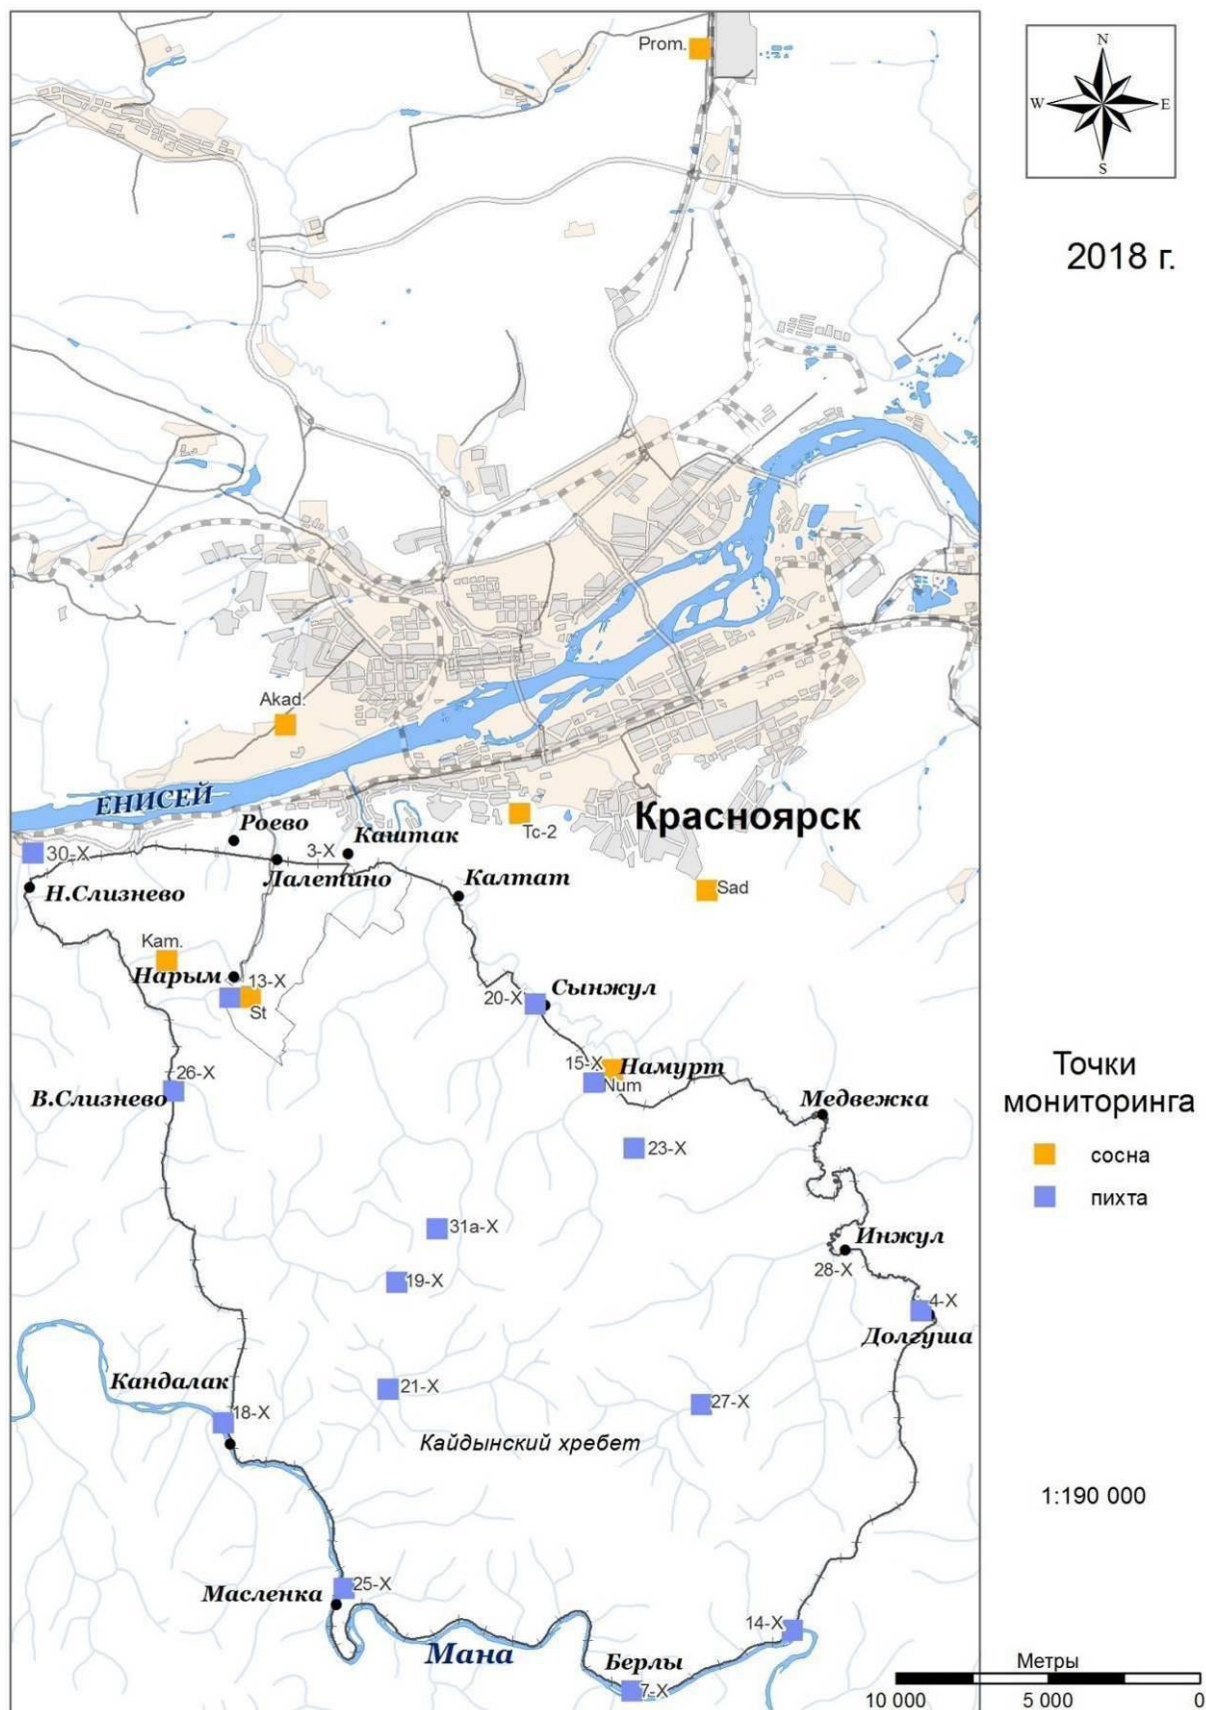 Prom.
N
W
E
S
2018 г.
Akad.
ЕНИСЕЙ
Роево
3-X
Каштак
Тс-2
Красноярск
30-X
Лалетино
Н.Слизнево
Калтат
Sad
Kam.
Нарым
13-X
St
20-X
Сынжул
15-X
Намурт
Num
26-X
В.Слизнево
Медвежка
Точки
мониторинга
23-X
сосна
пихта
31а-X
Инжул
28-X
19-X
4-X
Долгуша
Кандалак
21-X
27-X
18-X
Кайдынский хребет
1:190 000
25-X
Масленка
14-X
Мана
Берлы
7-X
Метры
10 000
5 000
0